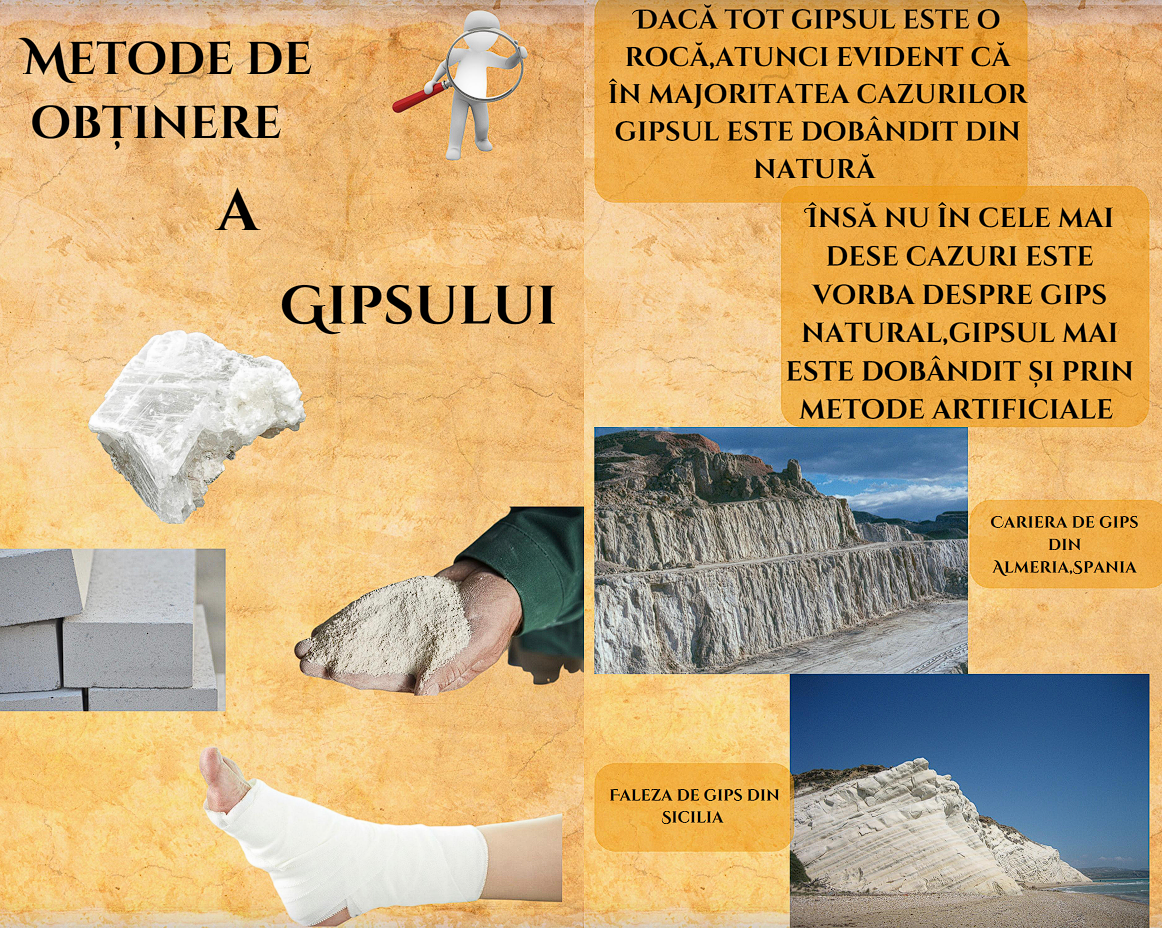 Metode de
obținere
a
Gipsului
Dacă tot gipsul este o
rocă,atunci evident că
în majoritatea cazurilor
gipsul este dobândit din
natură
Însă nu în cele mai
dese cazuri este
vorba despre gips
natural,gipsul mai
este dobândit și prin
metode artificiale
Cariera de gips
din
Almeria,Spania
Faleza de gips din
Sicilia